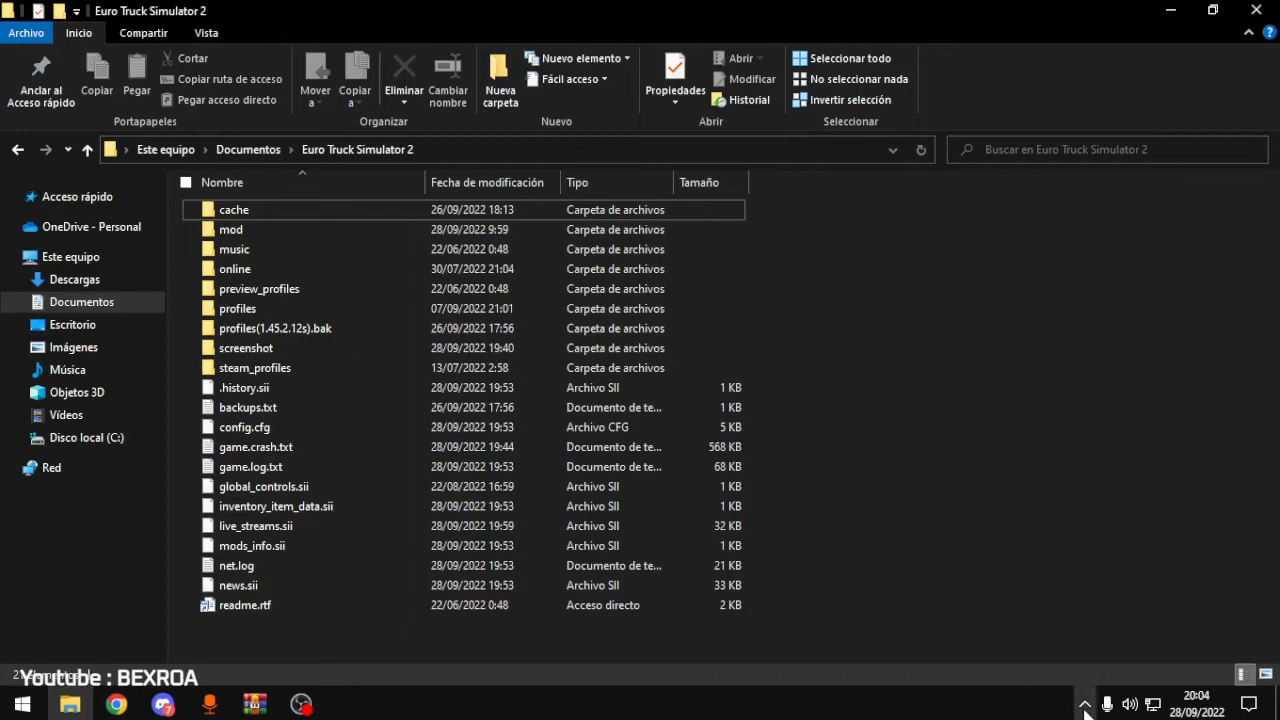 Euro Truck Simulator 2
Archivo Inicio Compartir Vista
Anclar al Acceso rápido
Copiar
Pegar
Cortar
Copiar ruta de acceso
Pegar acceso directo
Portapapeles
Mover a
Copiar a
Eliminar
Cambiar nombre
Organizar
Nueva carpeta
Nuevo elemento
Fácil acceso
Nuevo
Propiedades
Abrir
Modificar
Historial
Abrir
Seleccionar todo
No seleccionar nada
Invertir selección
Seleccionar
Este equipo > Documentos > Euro Truck Simulator 2
Buscar en Euro Truck Simulator 2
Acceso rápido
OneDrive - Personal
Este equipo
Descargas
Documentos
Escritorio
Imágenes
Música
Objetos 3D
Vídeos
Disco local (C:)
Red
Nombre Fecha de modificación Tipo Tamaño
cache 26/09/2022 18:13 Carpeta de archivos
mod 28/09/2022 9:59 Carpeta de archivos
music 22/06/2022 0:48 Carpeta de archivos
online 30/07/2022 21:04 Carpeta de archivos
preview_profiles 22/06/2022 0:48 Carpeta de archivos
profiles 07/09/2022 21:01 Carpeta de archivos
profiles(1.45.2.12s).bak 26/09/2022 17:56 Carpeta de archivos
screenshot 28/09/2022 19:40 Carpeta de archivos
steam_profiles 13/07/2022 2:58 Carpeta de archivos
.history.sii 28/09/2022 19:53 Archivo SII 1 KB
backups.txt 26/09/2022 17:56 Documento de te... 1 KB
config.cfg 28/09/2022 19:53 Archivo CFG 5 KB
game.crash.txt 28/09/2022 19:44 Documento de te... 568 KB
game.log.txt 28/09/2022 19:53 Documento de te... 68 KB
global_controls.sii 22/08/2022 16:59 Archivo SII 1 KB
inventory_item_data.sii 28/09/2022 19:53 Archivo SII 1 KB
live_streams.sii 28/09/2022 19:59 Archivo SII 32 KB
mods_info.sii 28/09/2022 19:53 Archivo SII 1 KB
net.log 28/09/2022 19:53 Documento de te... 21 KB
news.sii 28/09/2022 19:53 Archivo SII 33 KB
readme.rtf 22/06/2022 0:48 Acceso directo 2 KB
Youtube : BEXROA
20:04
28/09/2022